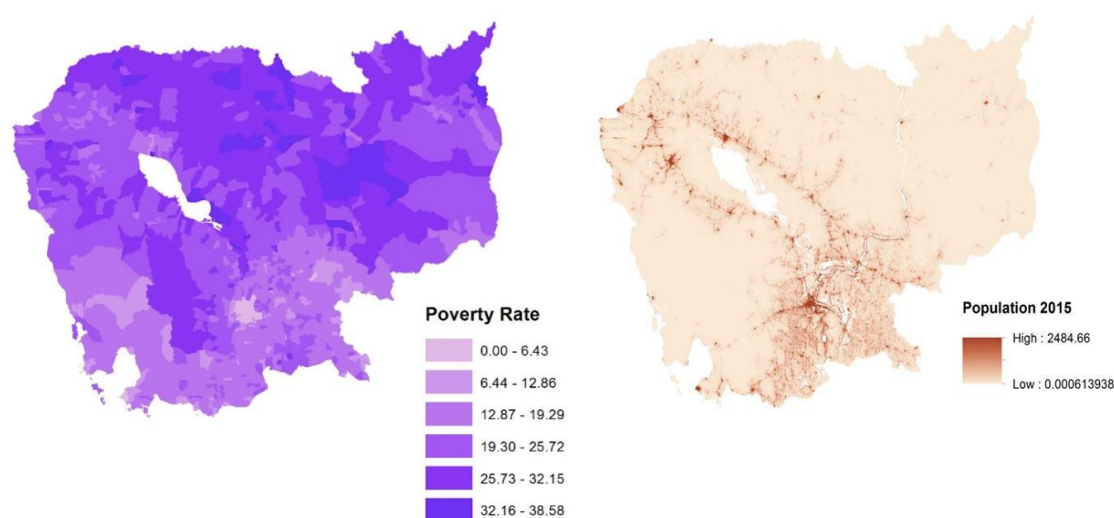 Poverty Rate
0.00 - 6.43
6.44 - 12.86
12.87 - 19.29
19.30 - 25.72
25.73 - 32.15
32.16 - 38.58
Population 2015
High : 2484.66
Low : 0.000613938